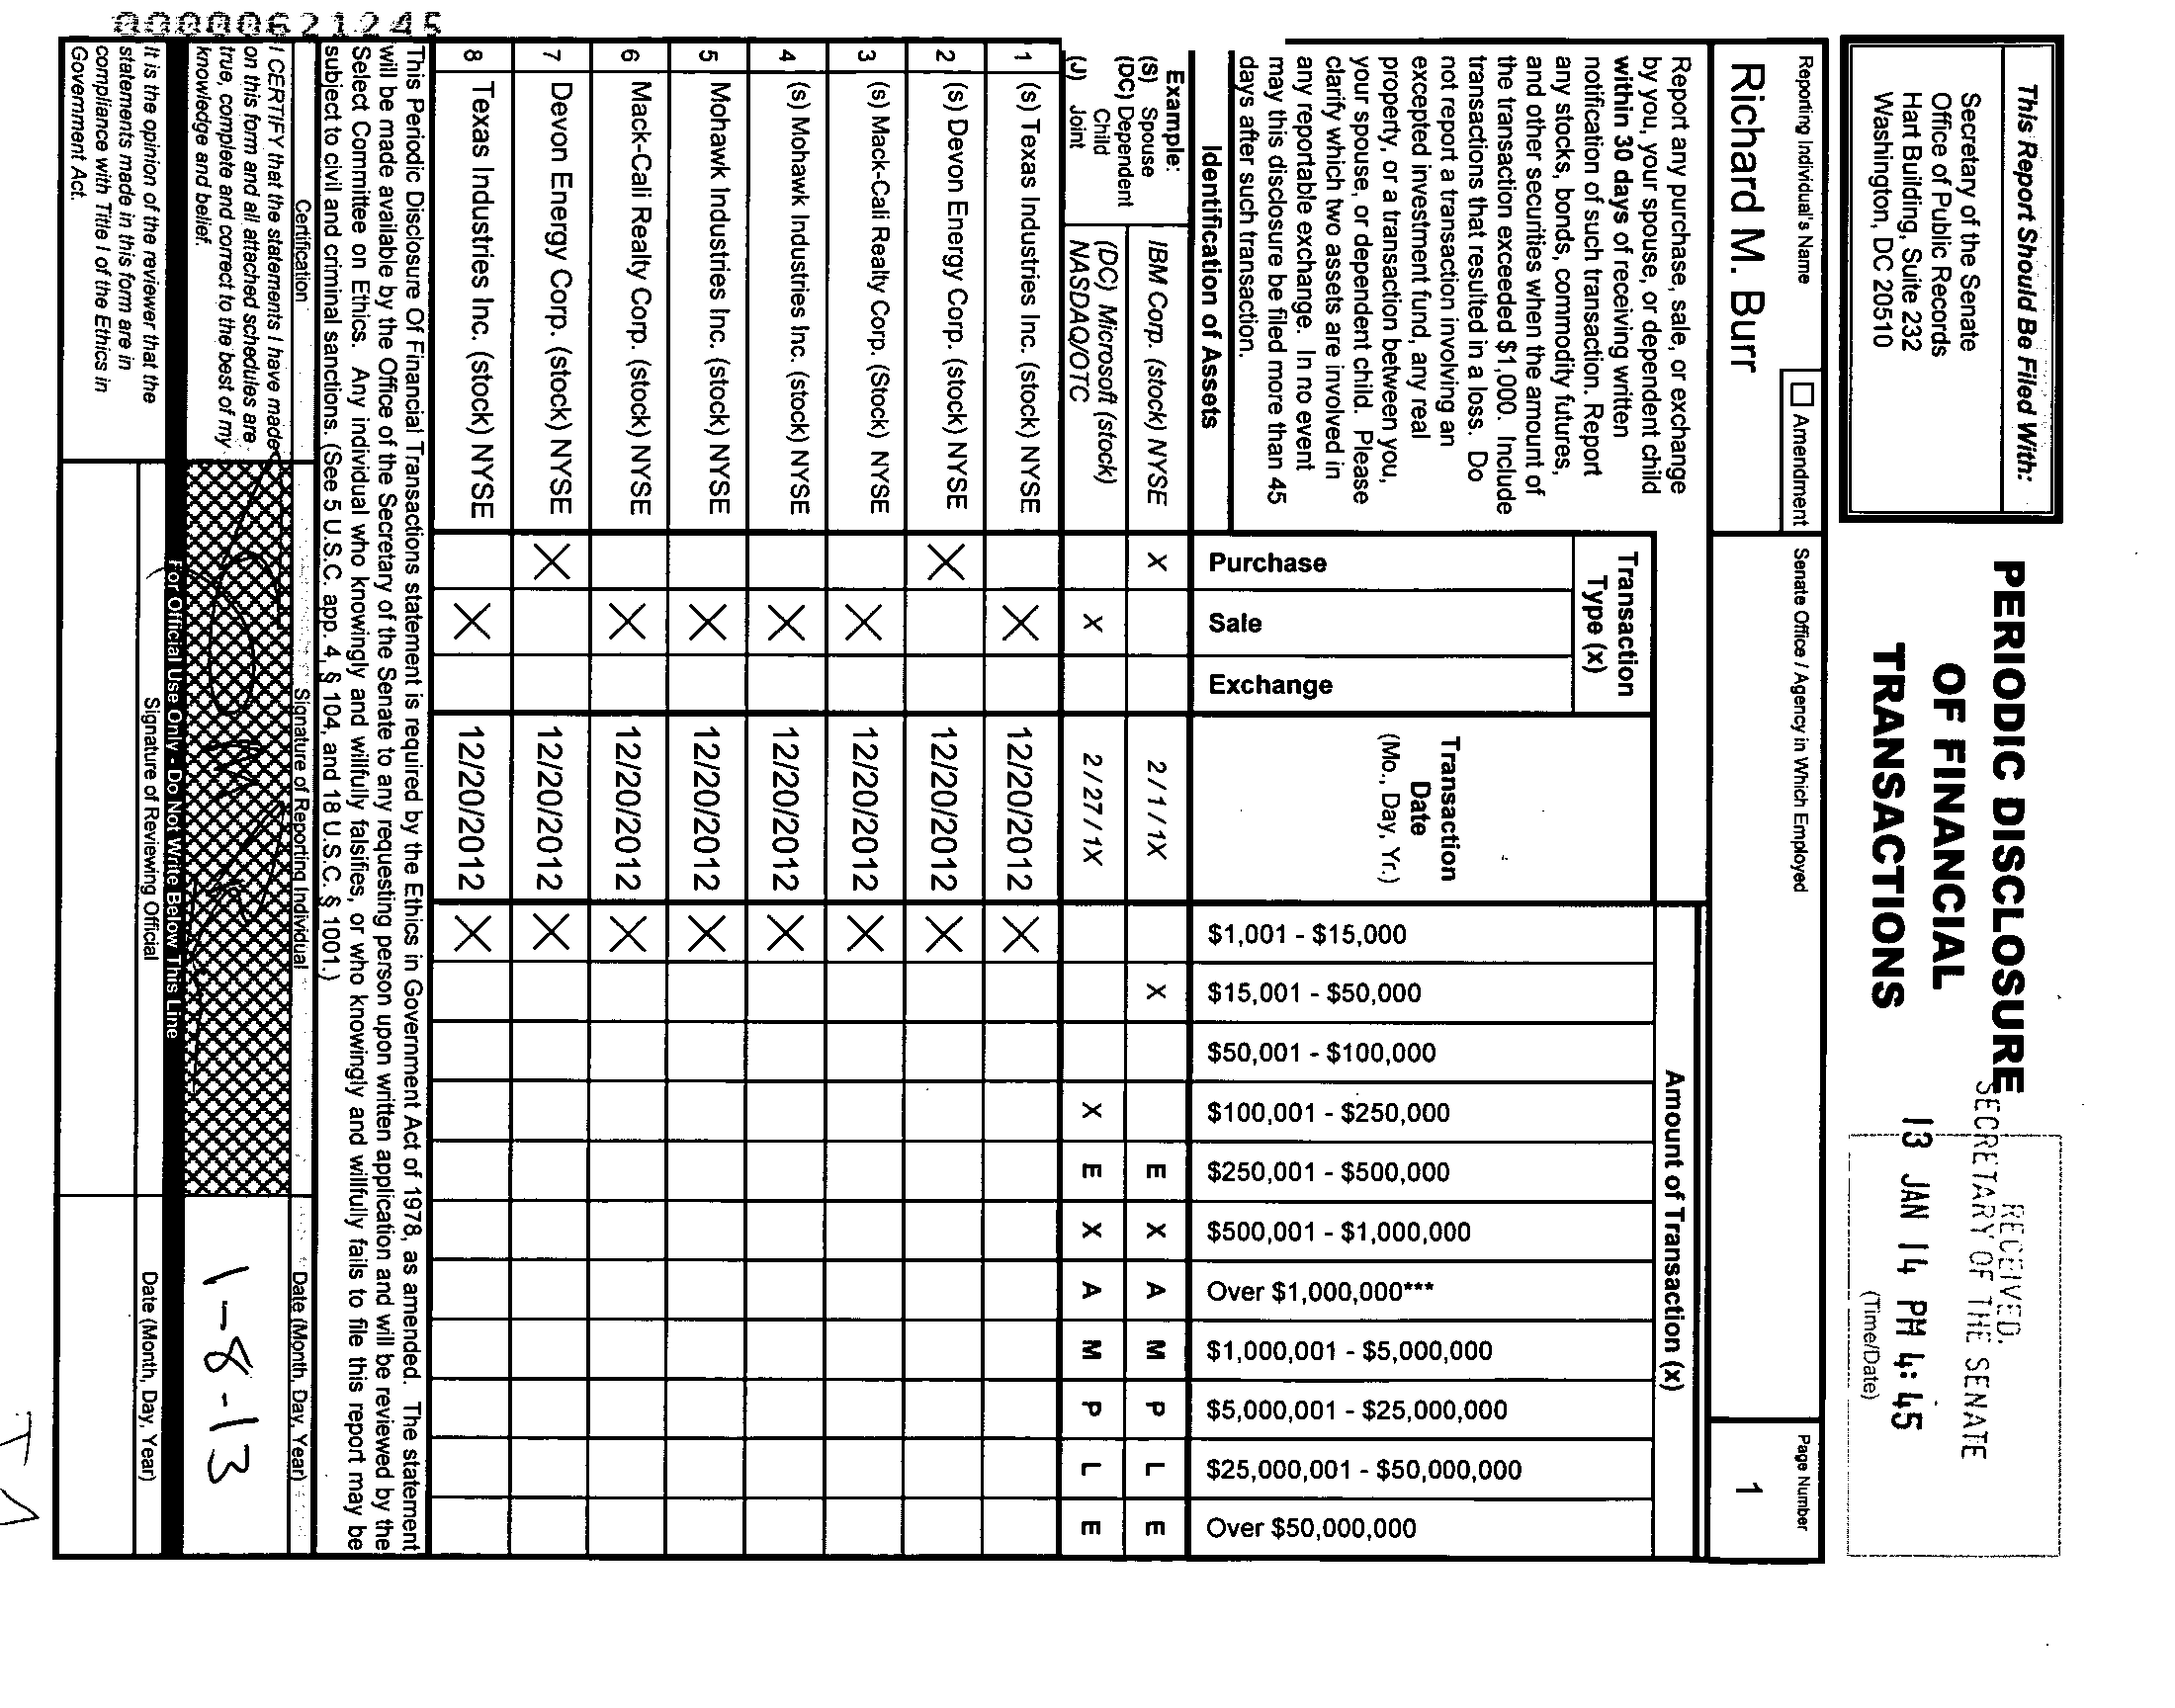 This Report Should Be Filed With:
Secretary of the Senate
Office of Public Records
Hart Building, Suite 232
Washington, DC 20510
PERIODIC DISCLOSURE
OF FINANCIAL
TRANSACTIONS
RECEIVED
SECRETARY OF THE SENATE
13 JAN 14 PM 4:45
(Time/Date)
Reporting Individual's Name
☐ Amendment
Senate Office / Agency in Which Employed
Page Number
Richard M. Burr
1
Report any purchase, sale, or exchange
by you, your spouse, or dependent child
within 30 days of receiving written
notification of such transaction. Report
any stocks, bonds, commodity futures,
and other securities when the amount of
the transaction exceeded $1,000. Include
transactions that resulted in a loss. Do
not report a transaction involving an
excepted investment fund, any real
property, or a transaction between you,
your spouse, or dependent child. Please
clarify which two assets are involved in
any reportable exchange. In no event
may this disclosure be filed more than 45
days after such transaction.
Identification of Assets
Transaction
Type (x)
Purchase
Sale
Exchange
Transaction
Date
(Mo., Day, Yr.)
Amount of Transaction (x)
$1,001 - $15,000
$15,001 - $50,000
$50,001 - $100,000
$100,001 - $250,000
$250,001 - $500,000
$500,001 - $1,000,000
Over $1,000,000***
$1,000,001 - $5,000,000
$5,000,001 - $25,000,000
$25,000,001 - $50,000,000
Over $50,000,000
Example:
(S) Spouse
(DC) Dependent
Child
(J) Joint
IBM Corp. (stock) NYSE X 2 / 1 / 1X X E X A M P L E
(DC) Microsoft (stock)
NASDAQ/OTC X 2 / 27 / 1X X E X A M P L E
1 (s) Texas Industries Inc. (stock) NYSE X 12/20/2012 X
2 (s) Devon Energy Corp. (stock) NYSE X 12/20/2012 X
3 (s) Mack-Cali Realty Corp. (Stock) NYSE X 12/20/2012 X
4 (s) Mohawk Industries Inc. (stock) NYSE X 12/20/2012 X
5 Mohawk Industries Inc. (stock) NYSE X 12/20/2012 X
6 Mack-Cali Realty Corp. (stock) NYSE X 12/20/2012 X
7 Devon Energy Corp. (stock) NYSE X 12/20/2012 X
8 Texas Industries Inc. (stock) NYSE X 12/20/2012 X
This Periodic Disclosure Of Financial Transactions statement is required by the Ethics in Government Act of 1978, as amended. The statement
will be made available by the Office of the Secretary of the Senate to any requesting person upon written application and will be reviewed by the
Select Committee on Ethics. Any individual who knowingly and willfully falsifies, or who knowingly and willfully fails to file this report may be
subject to civil and criminal sanctions. (See 5 U.S.C. app. 4, § 104, and 18 U.S.C. § 1001.)
Certification
Signature of Reporting Individual
Date (Month, Day, Year)
I CERTIFY that the statements I have made
on this form and all attached schedules are
true, complete and correct to the best of my
knowledge and belief.
1-8-13
For Official Use Only - Do Not Write Below This Line
It is the opinion of the reviewer that the
statements made in this form are in
compliance with Title I of the Ethics in
Government Act.
Signature of Reviewing Official
Date (Month, Day, Year)
00000621245